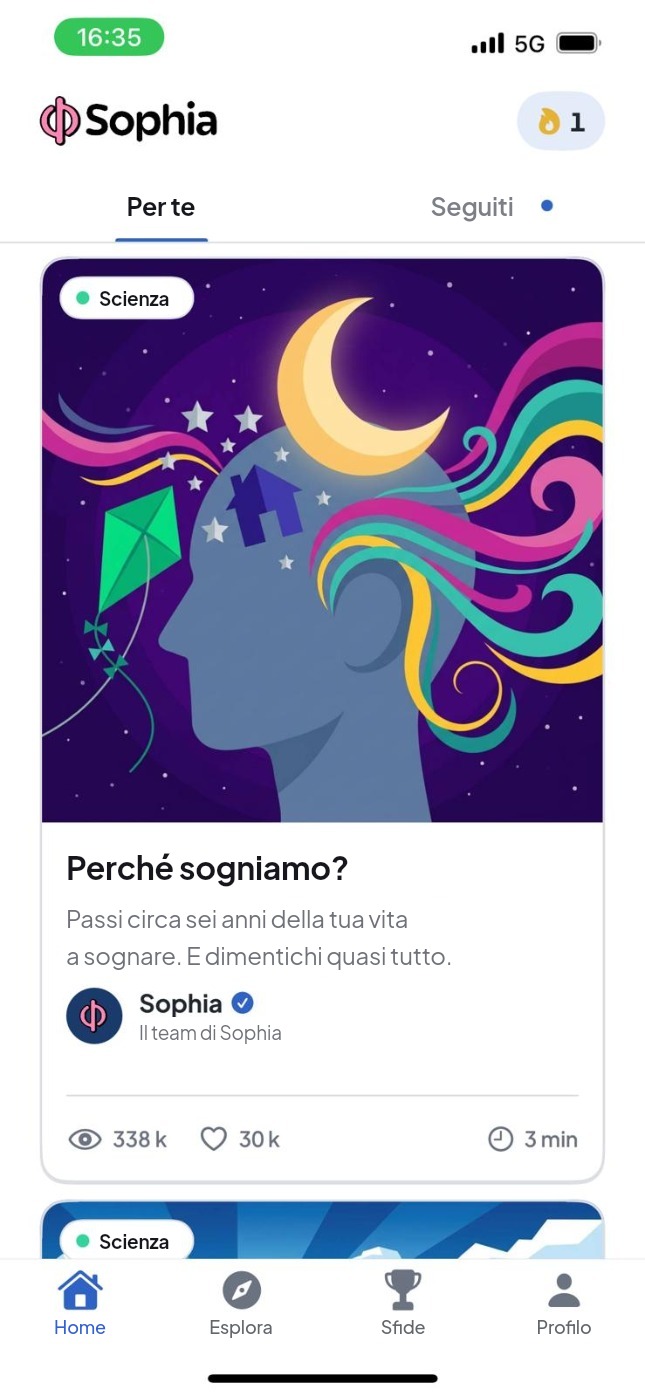 16:35
5G
Sophia
1
Per te
Seguiti
Scienza
Perché sogniamo?
Passi circa sei anni della tua vita
a sognare. E dimentichi quasi tutto.
Sophia
Il team di Sophia
338 k
30 k
3 min
Scienza
Home
Esplora
Sfide
Profilo